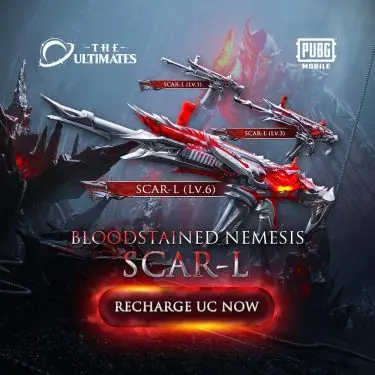 THE
ULTIMATES
PUBG
MOBILE
SCAR-L (Lv.1)
SCAR-L (Lv.3)
SCAR-L (Lv.6)
BLOODSTAINED NEMESIS
SCAR-L
RECHARGE UC NOW